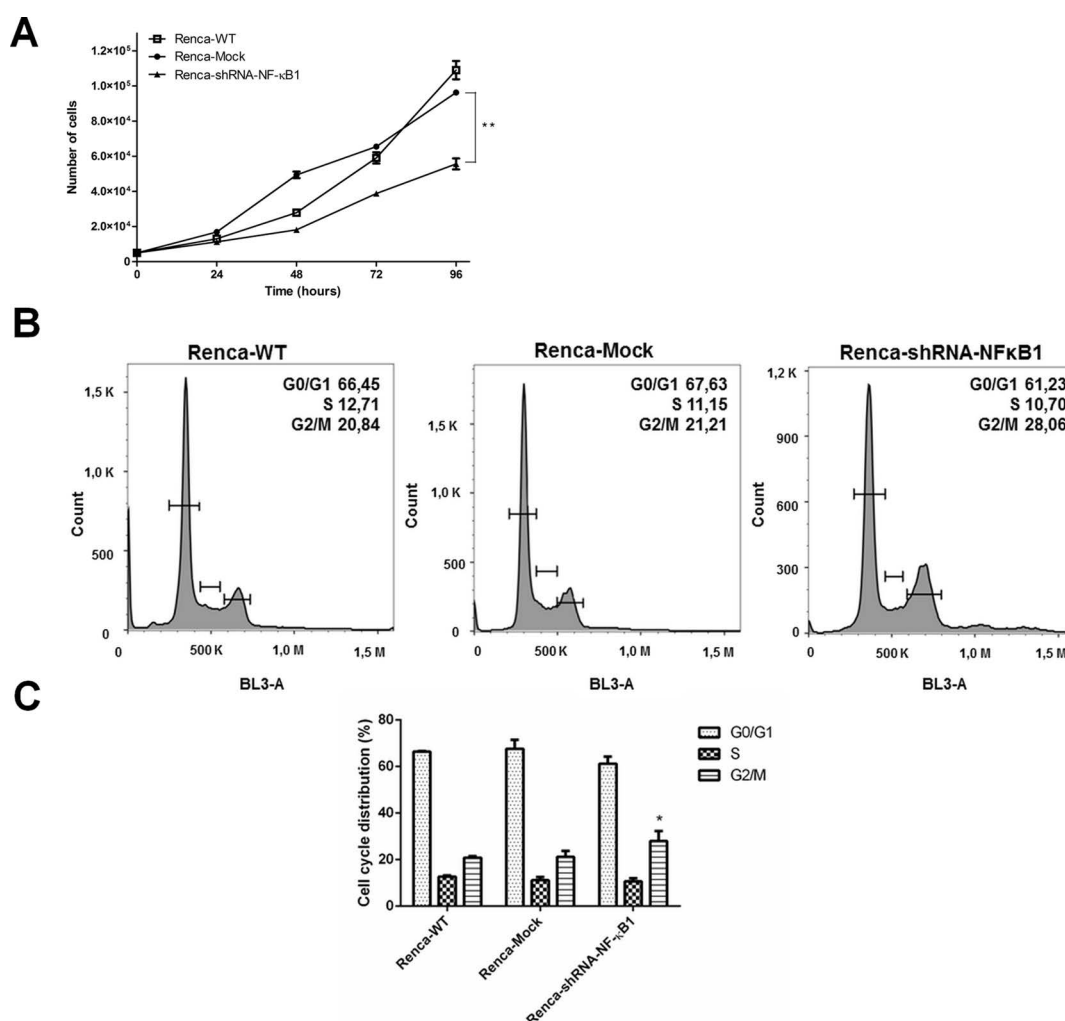 A
Renca-WT
Renca-Mock
Renca-shRNA-NF-κB1
1.2×10⁵
1.0×10⁵
8.0×10⁴
6.0×10⁴
4.0×10⁴
2.0×10⁴
Number of cells
**
0 24 48 72 96
Time (hours)
B
Renca-WT
G0/G1 66,45
S 12,71
G2/M 20,84
1,5 K
1,0 K
500
0
Count
0 500 K 1,0 M 1,5 M
BL3-A
Renca-Mock
G0/G1 67,63
S 11,15
G2/M 21,21
1,5 K
1,0 K
500
0
Count
0 500 K 1,0 M 1,5 M
BL3-A
Renca-shRNA-NFκB1
G0/G1 61,23
S 10,70
G2/M 28,06
1,2 K
900
600
300
0
Count
0 500 K 1,0 M 1,5 M
BL3-A
C
80
60
40
20
0
Cell cycle distribution (%)
G0/G1
S
G2/M
*
Renca-WT
Renca-Mock
Renca-shRNA-NF-κB1